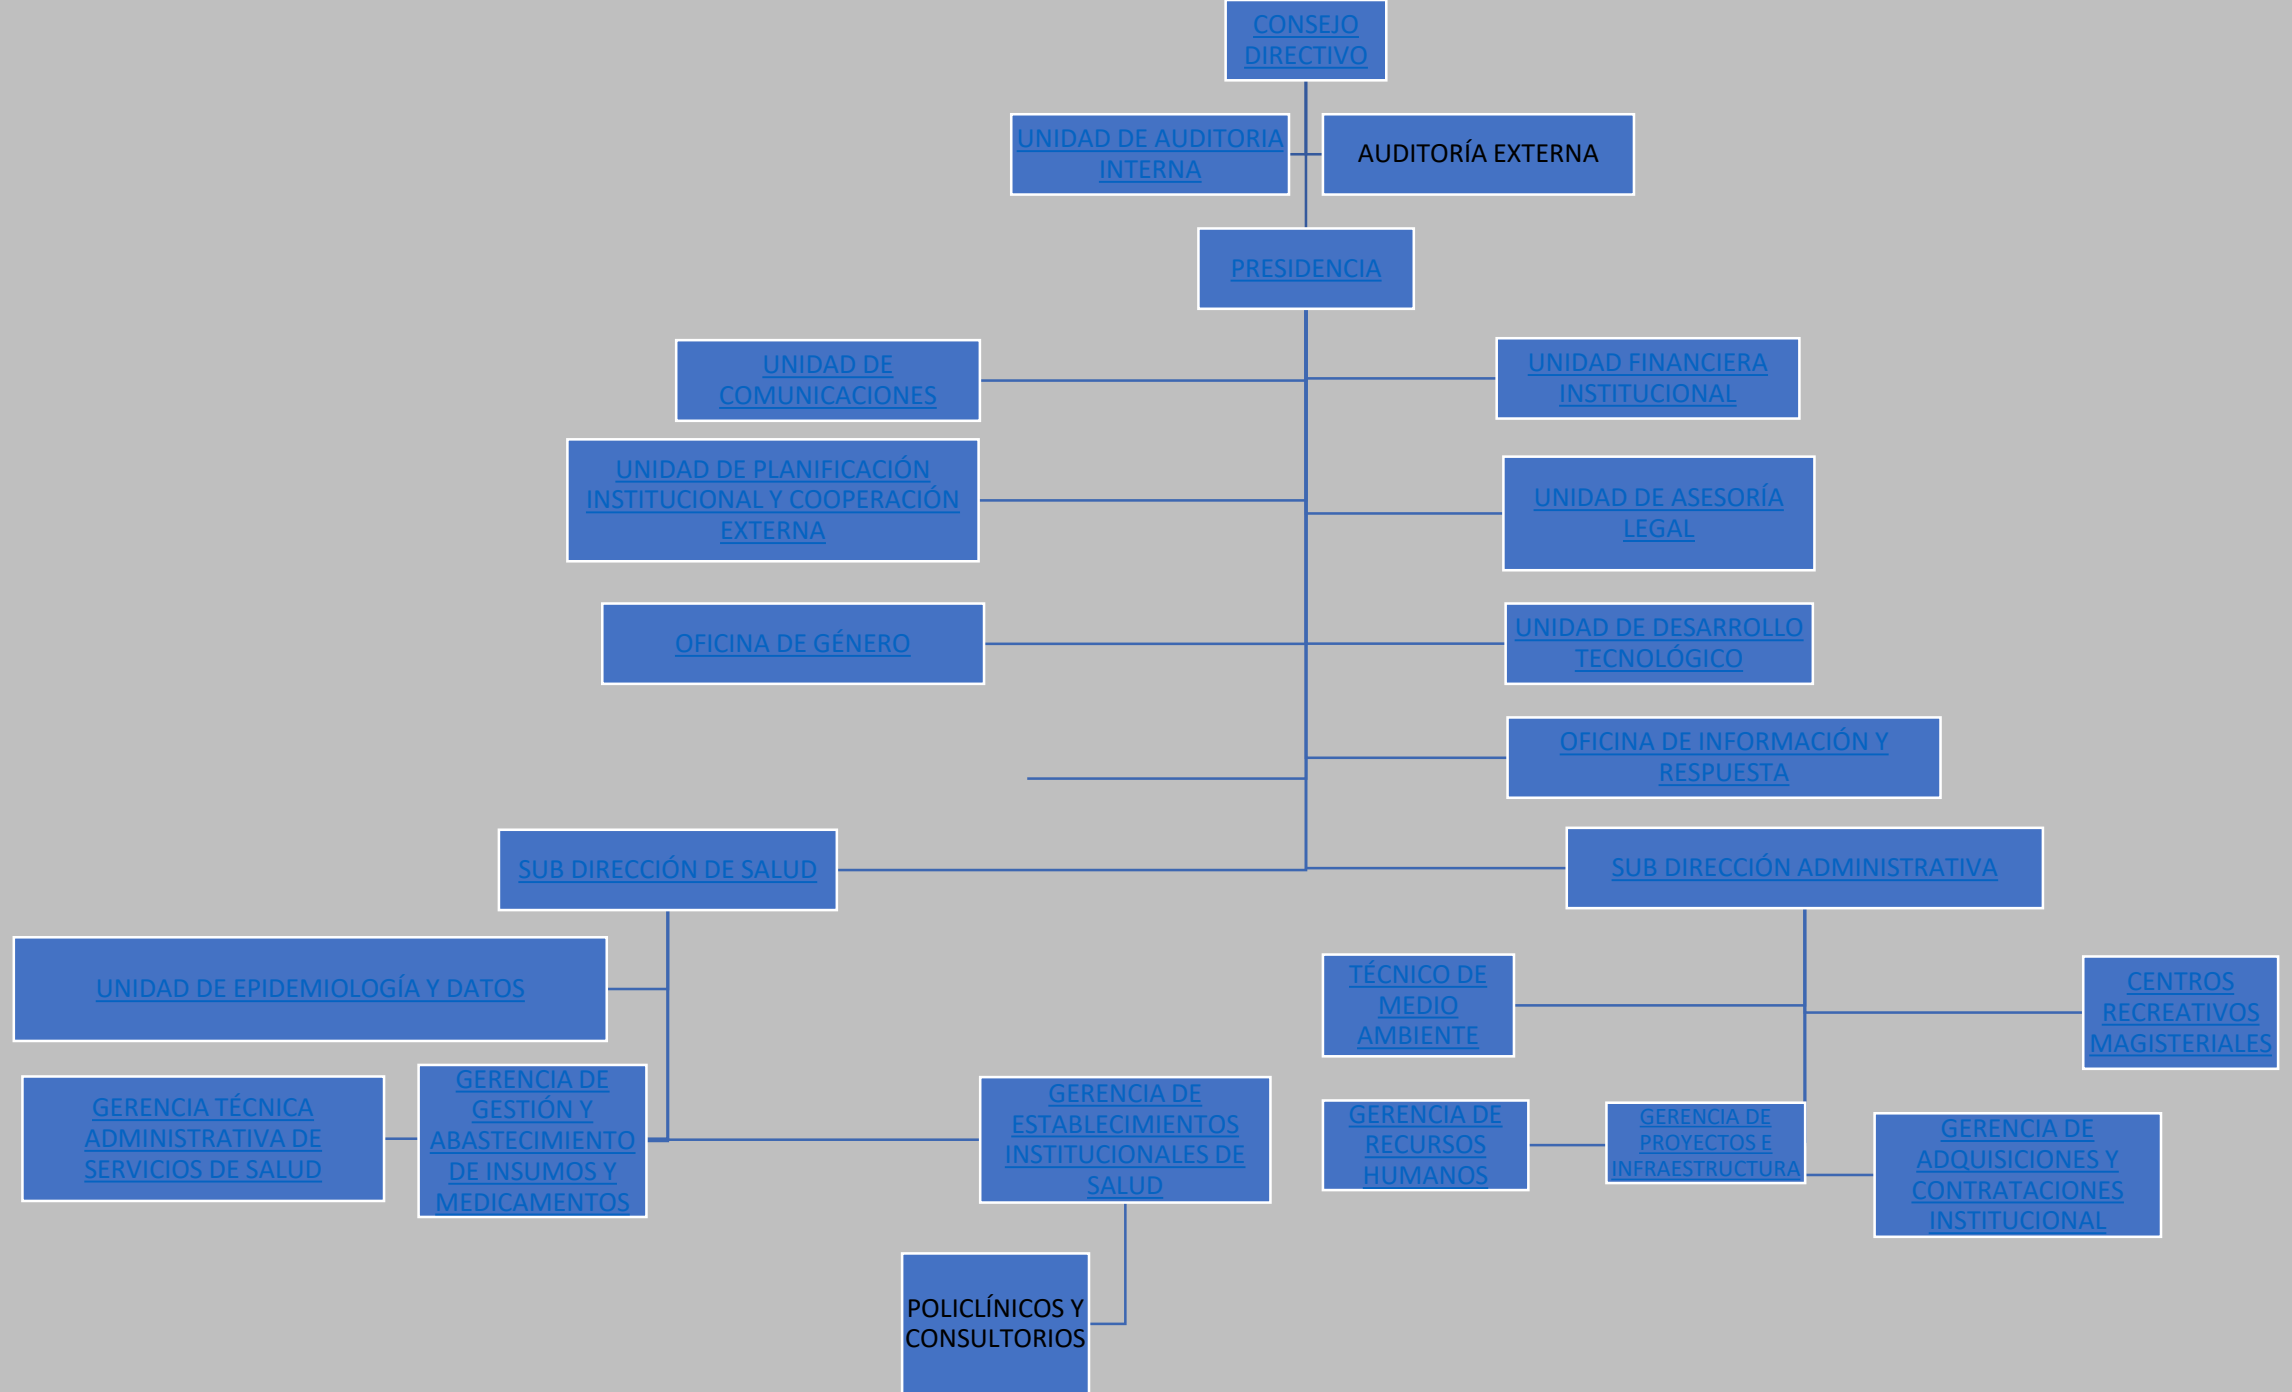 CONSEJO
DIRECTIVO
UNIDAD DE AUDITORIA
INTERNA
AUDITORÍA EXTERNA
PRESIDENCIA
UNIDAD DE
COMUNICACIONES
UNIDAD FINANCIERA
INSTITUCIONAL
UNIDAD DE PLANIFICACIÓN
INSTITUCIONAL Y COOPERACIÓN
EXTERNA
UNIDAD DE ASESORÍA
LEGAL
OFICINA DE GÉNERO
UNIDAD DE DESARROLLO
TECNOLÓGICO
OFICINA DE INFORMACIÓN Y
RESPUESTA
SUB DIRECCIÓN DE SALUD
SUB DIRECCIÓN ADMINISTRATIVA
UNIDAD DE EPIDEMIOLOGÍA Y DATOS
TÉCNICO DE
MEDIO
AMBIENTE
CENTROS
RECREATIVOS
MAGISTERIALES
GERENCIA TÉCNICA
ADMINISTRATIVA DE
SERVICIOS DE SALUD
GERENCIA DE
GESTIÓN Y
ABASTECIMIENTO
DE INSUMOS Y
MEDICAMENTOS
GERENCIA DE
ESTABLECIMIENTOS
INSTITUCIONALES DE
SALUD
GERENCIA DE
RECURSOS
HUMANOS
GERENCIA DE
PROYECTOS E
INFRAESTRUCTURA
GERENCIA DE
ADQUISICIONES Y
CONTRATACIONES
INSTITUCIONAL
POLICLÍNICOS Y
CONSULTORIOS